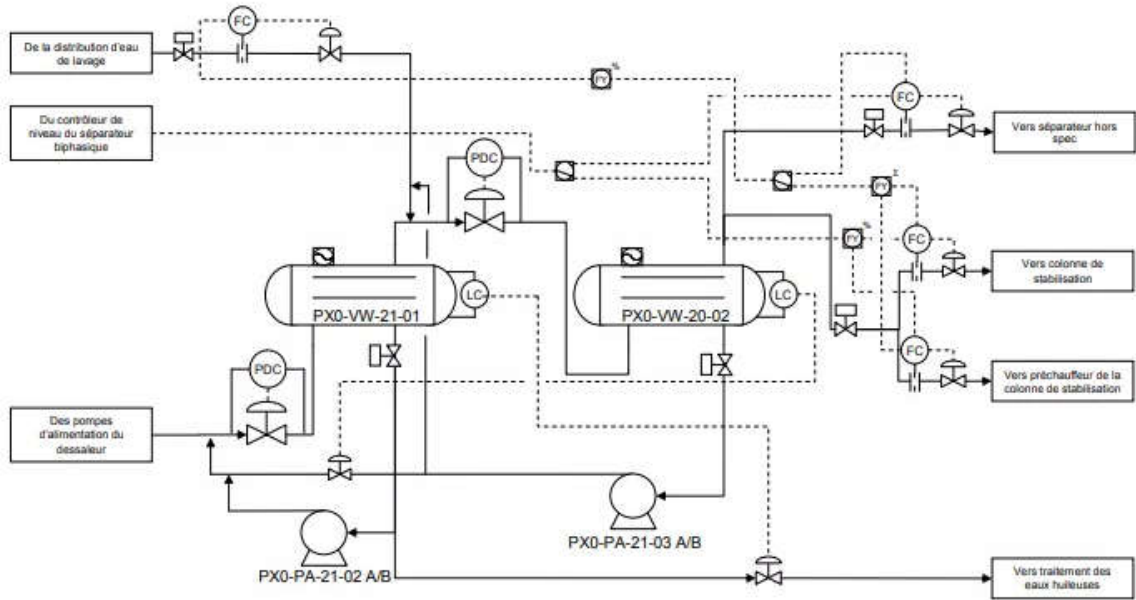 FC
De la distribution d'eau
de lavage
FY
%
FC
Du contrôleur de
niveau du séparateur
biphasique
Vers séparateur hors
spec
PDC
FY
Σ
FY
%
FC
Vers colonne de
stabilisation
LC
LC
PX0-VW-21-01
PX0-VW-20-02
FC
PDC
Vers préchauffeur de la
colonne de stabilisation
Des pompes
d'alimentation du
dessaleur
PX0-PA-21-03 A/B
PX0-PA-21-02 A/B
Vers traitement des
eaux huileuses